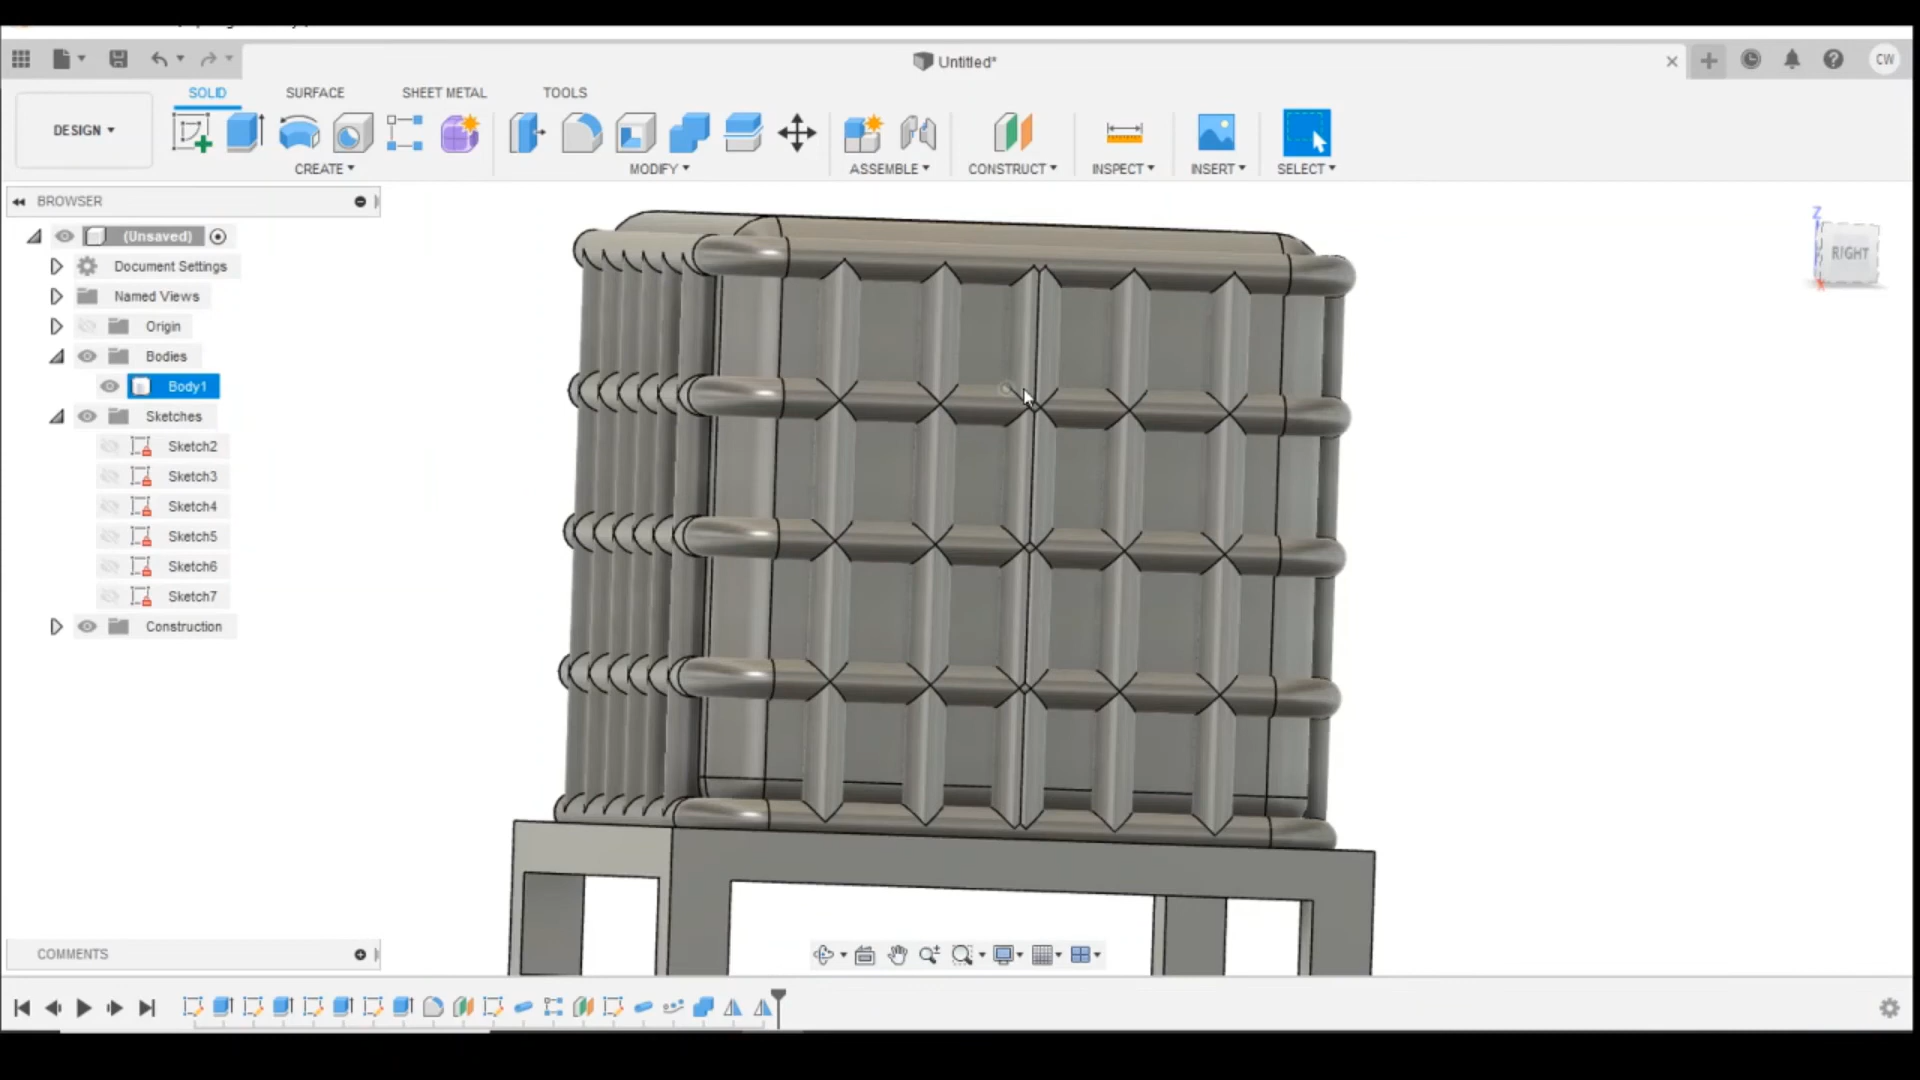 Untitled*
CW
DESIGN
SOLID
SURFACE
SHEET METAL
TOOLS
CREATE
MODIFY
ASSEMBLE
CONSTRUCT
INSPECT
INSERT
SELECT
BROWSER
(Unsaved)
Document Settings
Named Views
Origin
Bodies
Body1
Sketches
Sketch2
Sketch3
Sketch4
Sketch5
Sketch6
Sketch7
Construction
Z
RIGHT
X
COMMENTS